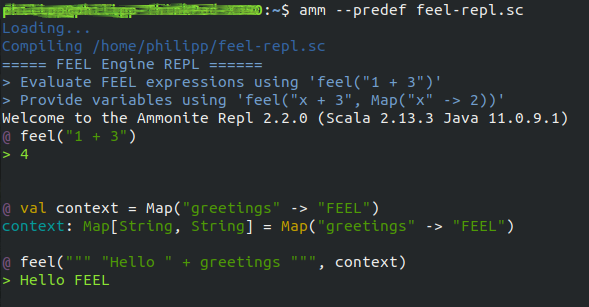 0:~$ amm --predef feel-repl.sc
Loading...
Compiling /home/philipp/feel-repl.sc
===== FEEL Engine REPL ======
> Evaluate FEEL expressions using 'feel("1 + 3")'
> Provide variables using 'feel("x + 3", Map("x" -> 2))'
Welcome to the Ammonite Repl 2.2.0 (Scala 2.13.3 Java 11.0.9.1)
@ feel("1 + 3")
> 4
@ val context = Map("greetings" -> "FEEL")
context: Map[String, String] = Map("greetings" -> "FEEL")
@ feel(""" "Hello " + greetings """, context)
> Hello FEEL